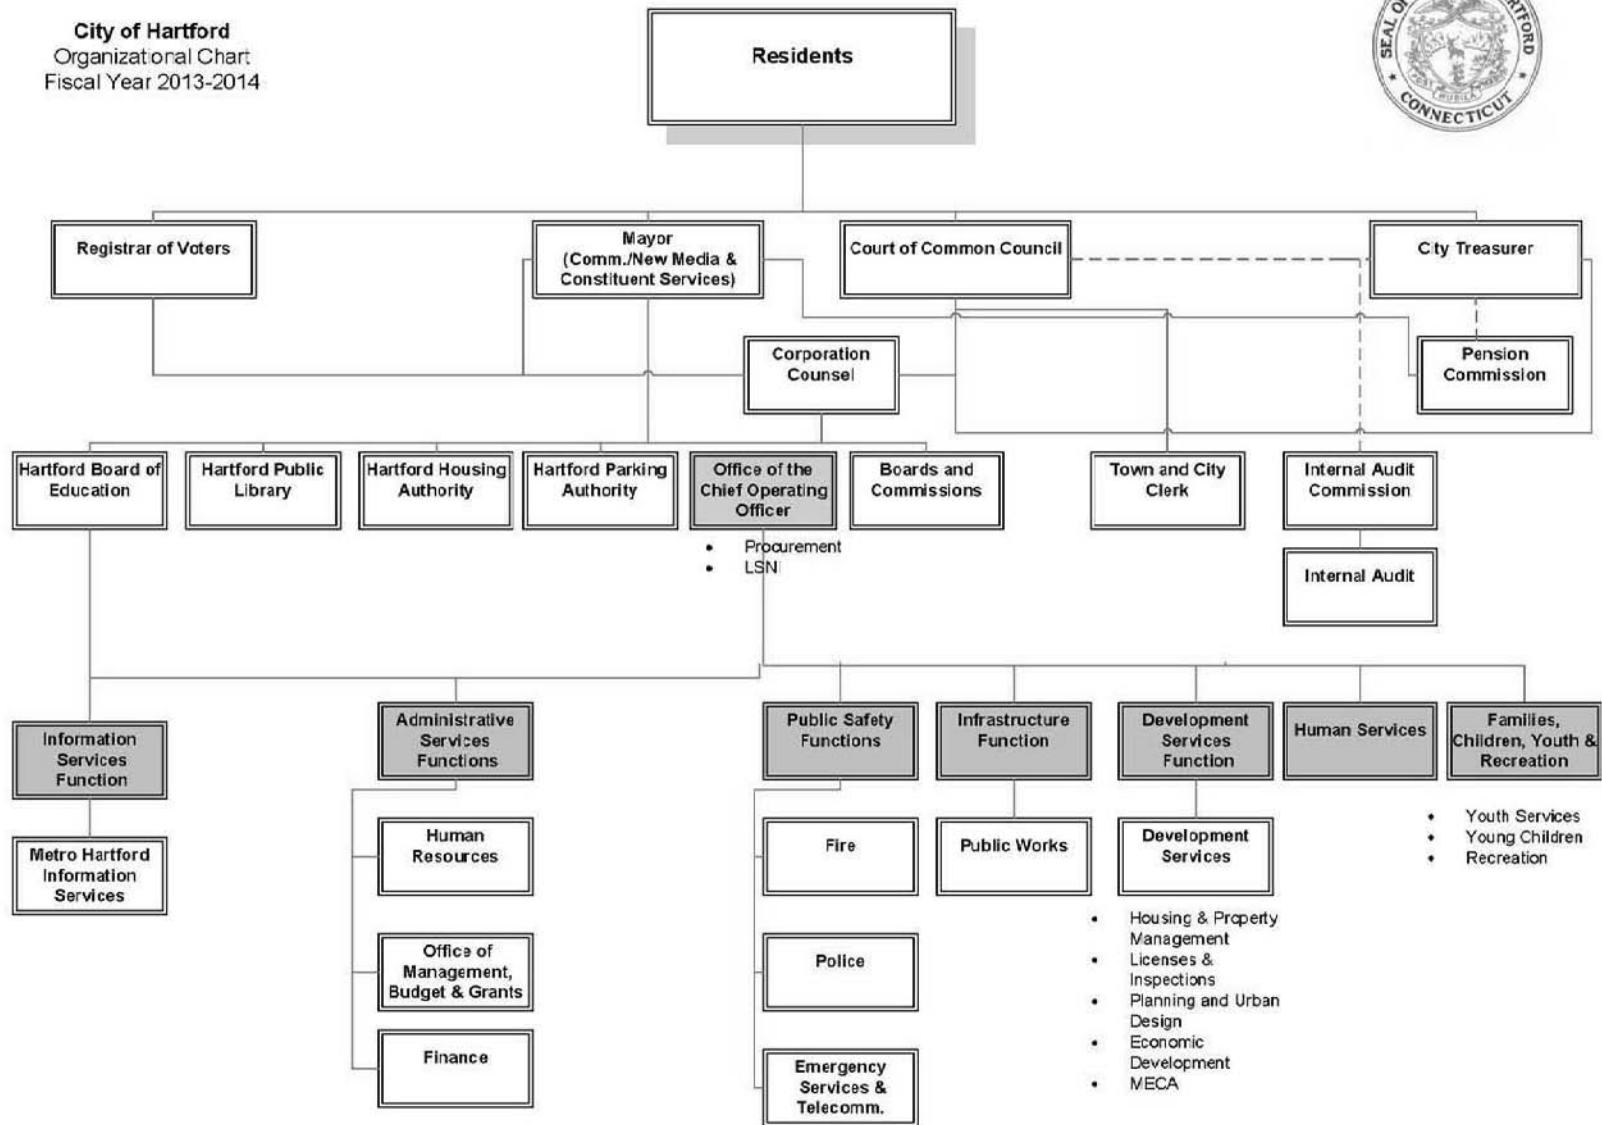 City of Hartford
Organizational Chart
Fiscal Year 2013-2014
Residents
SEAL OF
RTFORD
CONNECTICUT
Registrar of Voters
Mayor
(Comm./New Media &
Constituent Services)
Court of Common Council
City Treasurer
Corporation
Counsel
Pension
Commission
Hartford Board of
Education
Hartford Public
Library
Hartford Housing
Authority
Hartford Parking
Authority
Office of the
Chief Operating
Officer
Boards and
Commissions
Town and City
Clerk
Internal Audit
Commission
• Procurement
• LSNI
Internal Audit
Information
Services
Function
Administrative
Services
Functions
Public Safety
Functions
Infrastructure
Function
Development
Services
Function
Human Services
Families,
Children, Youth &
Recreation
Metro Hartford
Information
Services
Human
Resources
Fire
Public Works
Development
Services
• Youth Services
• Young Children
• Recreation
Office of
Management,
Budget & Grants
Police
• Housing & Property
Management
• Licenses &
Inspections
• Planning and Urban
Design
• Economic
Development
• MECA
Finance
Emergency
Services &
Telecomm.